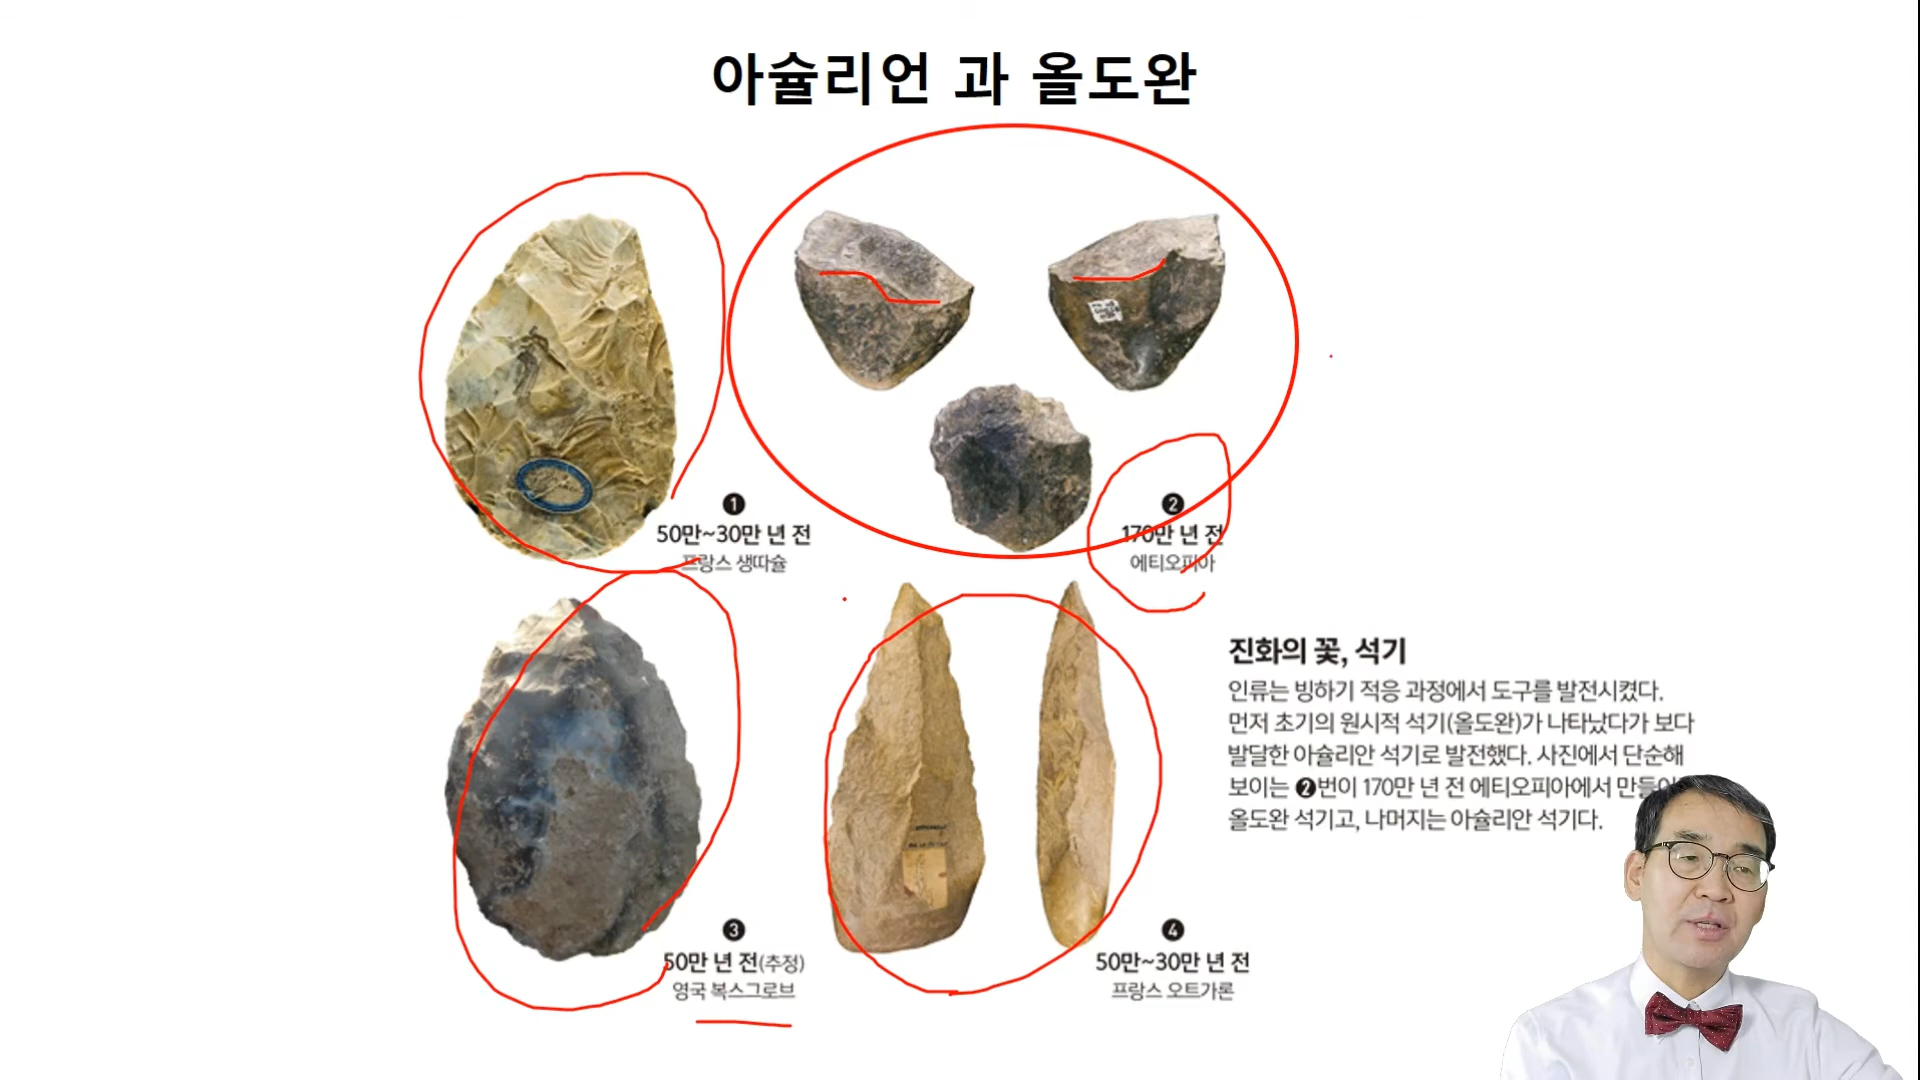 아슐리언 과 올도완
❶
50만~30만 년 전
프랑스 생따슐
❷
170만 년 전
에티오피아
❸
50만 년 전(추정)
영국 복스그로브
❹
50만~30만 년 전
프랑스 오트가론
진화의 꽃, 석기
인류는 빙하기 적응 과정에서 도구를 발전시켰다.
먼저 초기의 원시적 석기(올도완)가 나타났다가 보다
발달한 아슐리안 석기로 발전했다. 사진에서 단순해
보이는 ❷번이 170만 년 전 에티오피아에서
올도완 석기고, 나머지는 아슐리안 석기다.